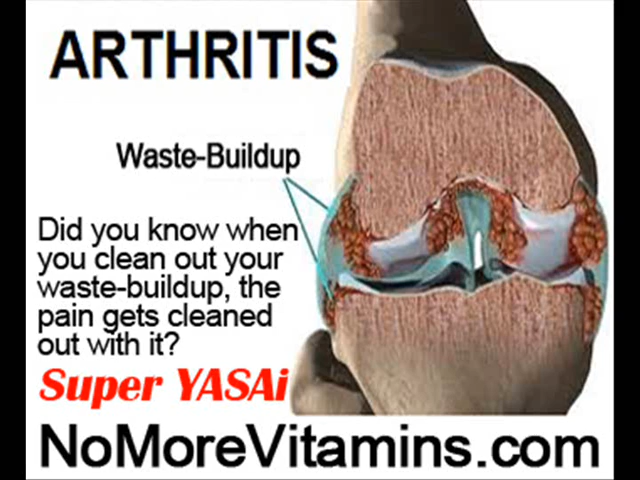 ARTHRITIS
Waste-Buildup
Did you know when
you clean out your
waste-buildup, the
pain gets cleaned
out with it?
Super YASAi
NoMoreVitamins.com